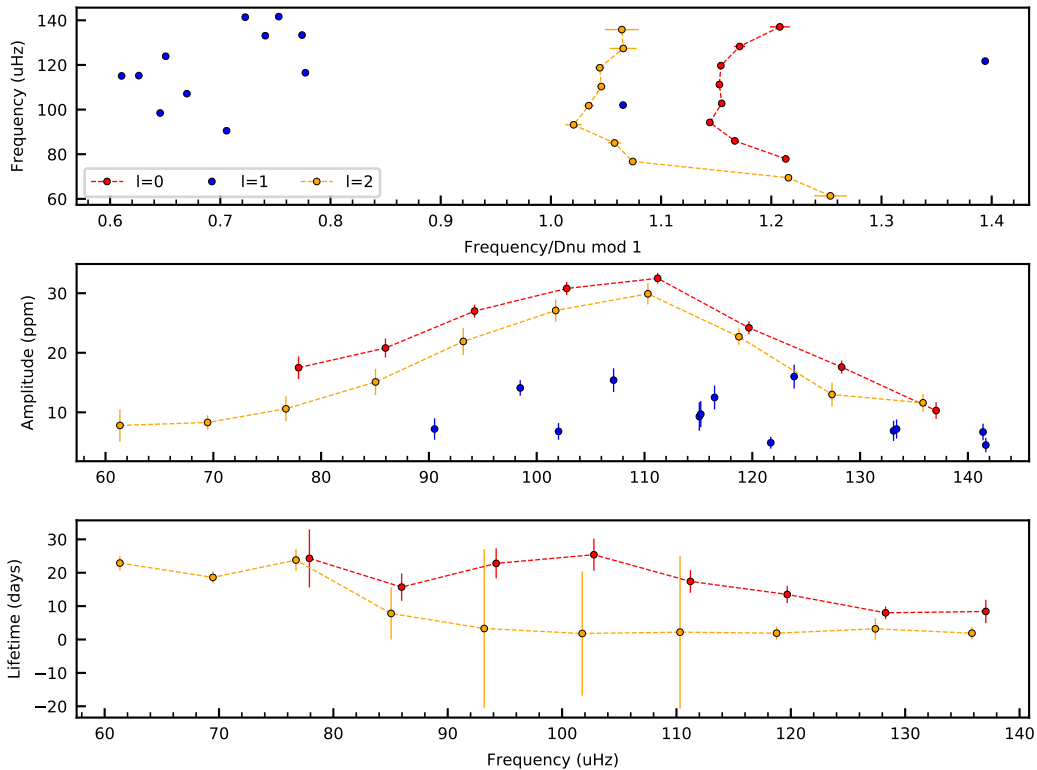 Frequency (uHz)
140
120
100
80
60
l=0 l=1 l=2
0.6 0.7 0.8 0.9 1.0 1.1 1.2 1.3 1.4
Frequency/Dnu mod 1
Amplitude (ppm)
30
20
10
60 70 80 90 100 110 120 130 140
Lifetime (days)
30
20
10
0
−10
−20
60 70 80 90 100 110 120 130 140
Frequency (uHz)